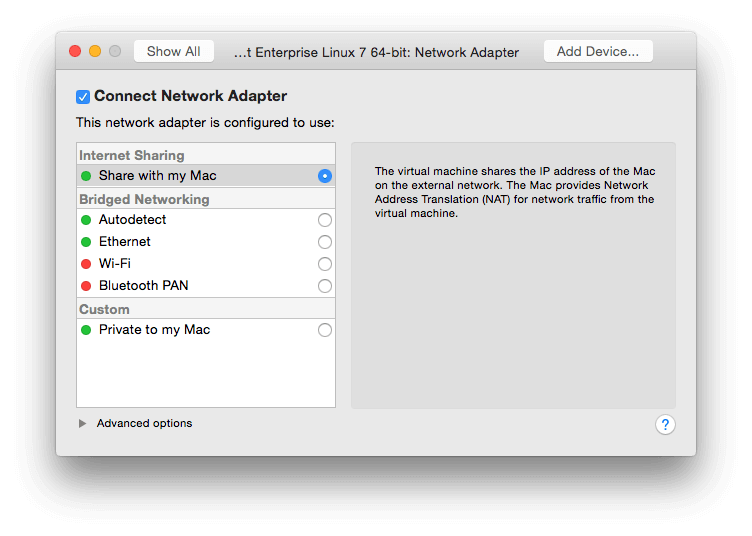 Show All …t Enterprise Linux 7 64-bit: Network Adapter Add Device...
Connect Network Adapter
This network adapter is configured to use:
Internet Sharing
Share with my Mac
Bridged Networking
Autodetect
Ethernet
Wi-Fi
Bluetooth PAN
Custom
Private to my Mac
The virtual machine shares the IP address of the Mac
on the external network. The Mac provides Network
Address Translation (NAT) for network traffic from the
virtual machine.
Advanced options
?